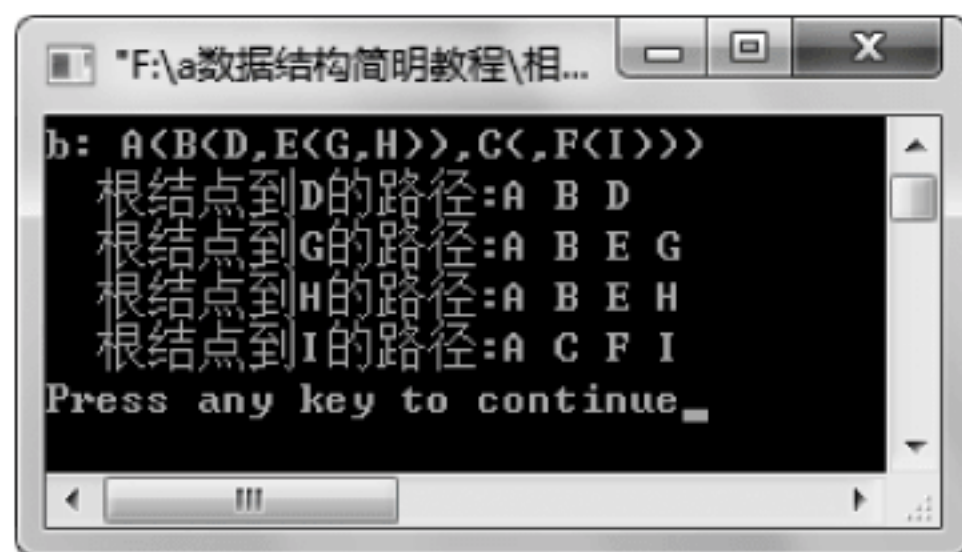 "F:\a数据结构简明教程\相...
b: A(B(D,E(G,H)),C(,F(I)))
根结点到D的路径:A B D
根结点到G的路径:A B E G
根结点到H的路径:A B E H
根结点到I的路径:A C F I
Press any key to continue_